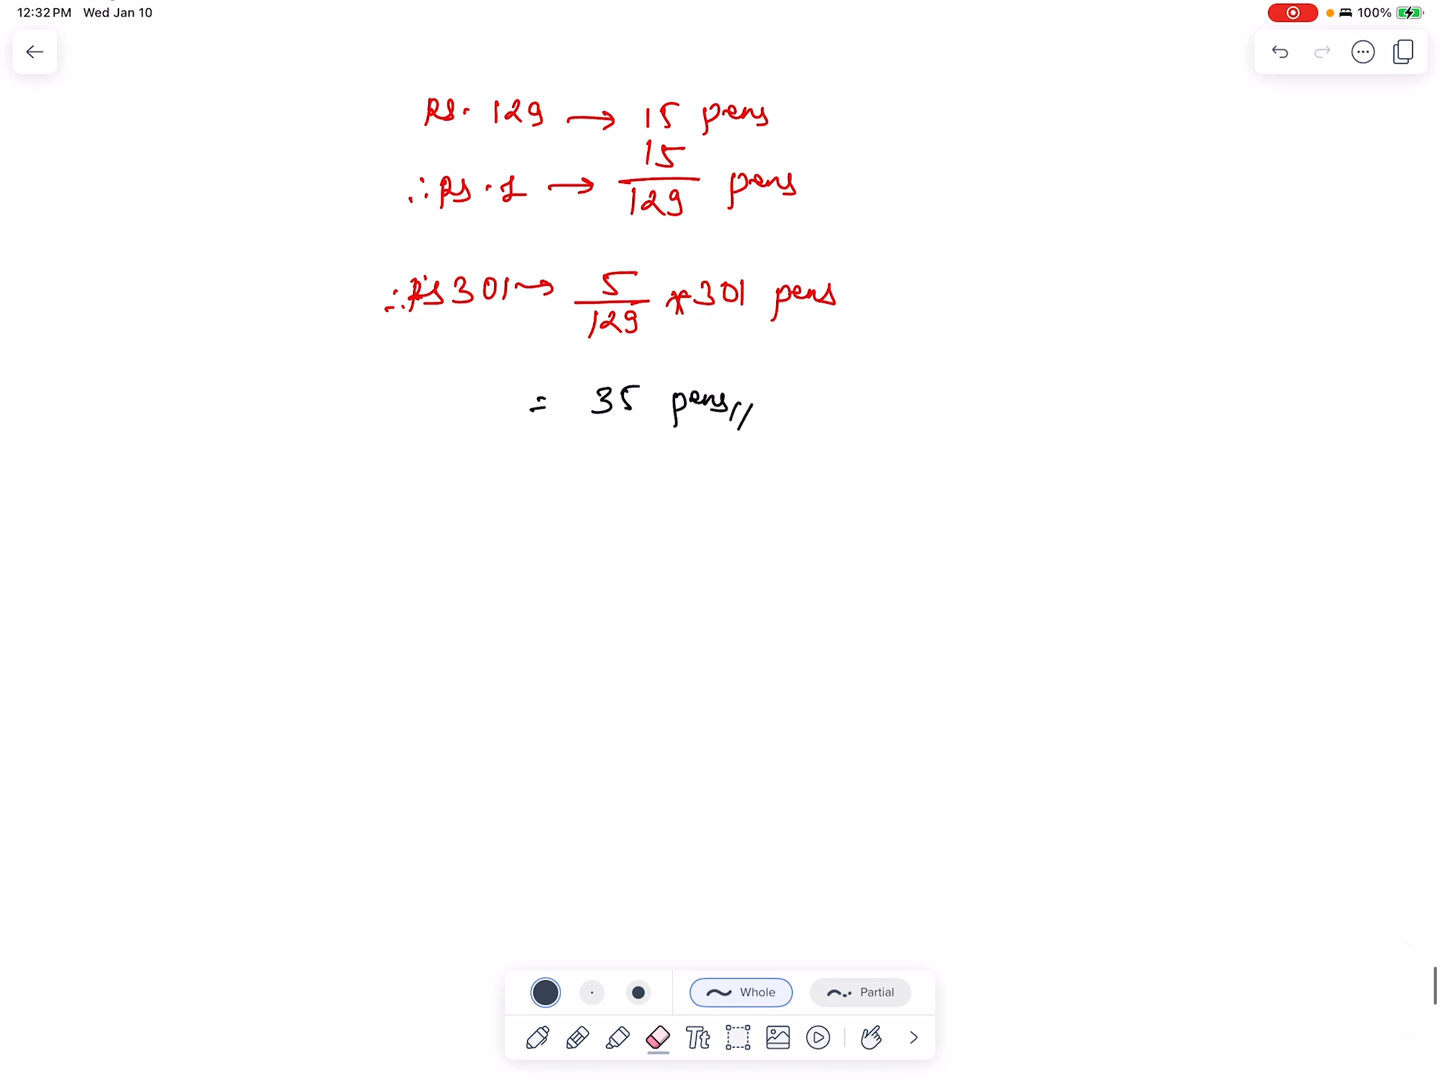 12:32 PM Wed Jan 10
100%
Rs. 129 → 15 pens
∴ Rs. 1 → 15/129 pens
∴ Rs 301 → 5/129 * 301 pens
= 35 pens //
Whole
Partial
Tt